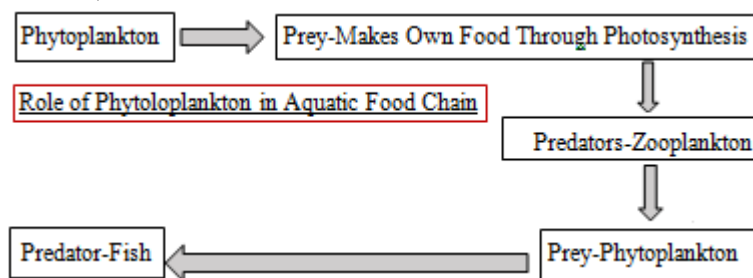 Phytoplankton
Prey-Makes Own Food Through Photosynthesis
Role of Phytoloplankton in Aquatic Food Chain
Predators-Zooplankton
Predator-Fish
Prey-Phytoplankton